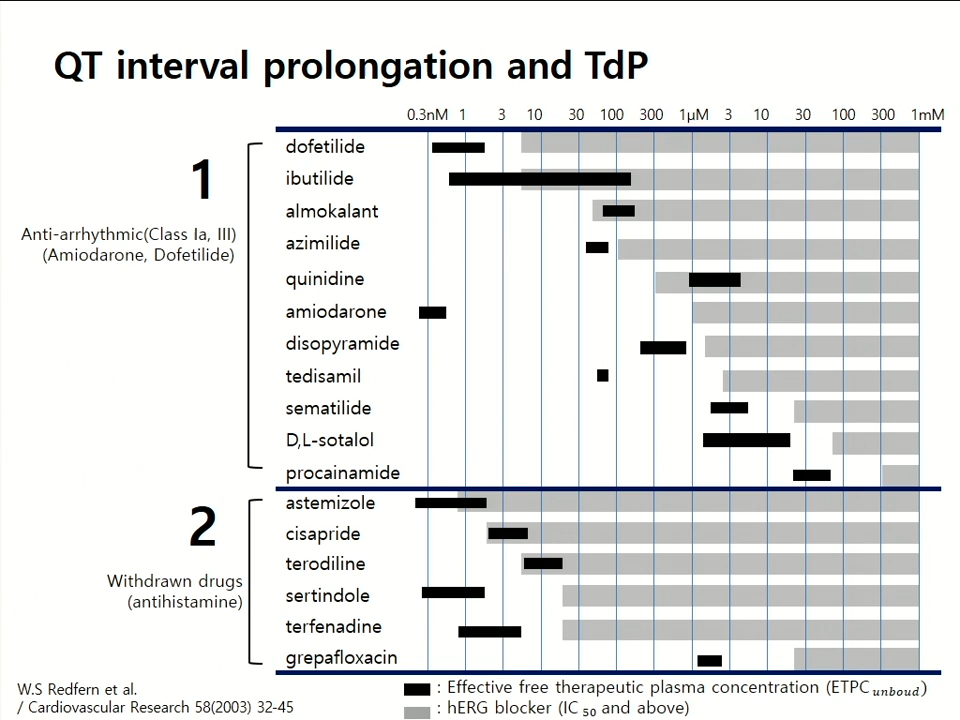 QT interval prolongation and TdP
0.3nM 1 3 10 30 100 300 1μM 3 10 30 100 300 1mM
1
Anti-arrhythmic(Class Ia, III)
(Amiodarone, Dofetilide)
dofetilide
ibutilide
almokalant
azimilide
quinidine
amiodarone
disopyramide
tedisamil
sematilide
D,L-sotalol
procainamide
2
Withdrawn drugs
(antihistamine)
astemizole
cisapride
terodiline
sertindole
terfenadine
grepafloxacin
W.S Redfern et al.
/ Cardiovascular Research 58(2003) 32-45
: Effective free therapeutic plasma concentration (ETPC unboud)
: hERG blocker (IC 50 and above)